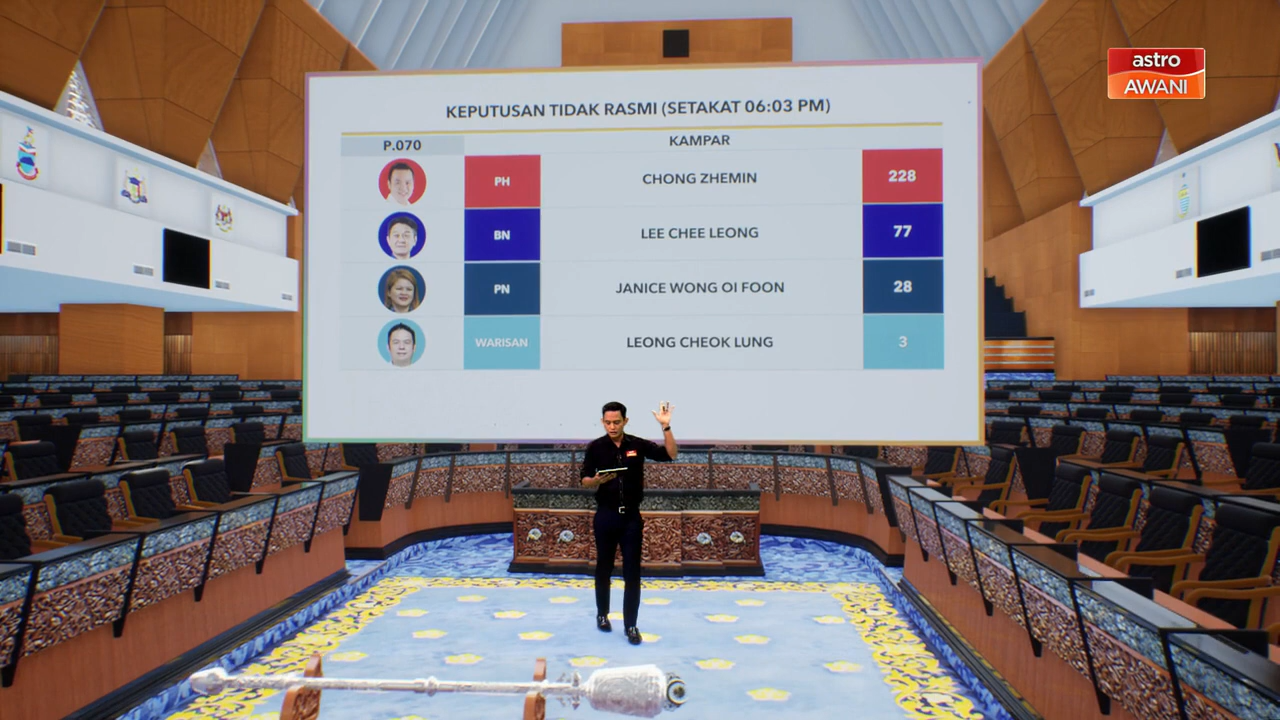 astro
AWANI
KEPUTUSAN TIDAK RASMI (SETAKAT 06:03 PM)
P.070 KAMPAR
PH CHONG ZHEMIN 228
BN LEE CHEE LEONG 77
PN JANICE WONG OI FOON 28
WARISAN LEONG CHEOK LUNG 3